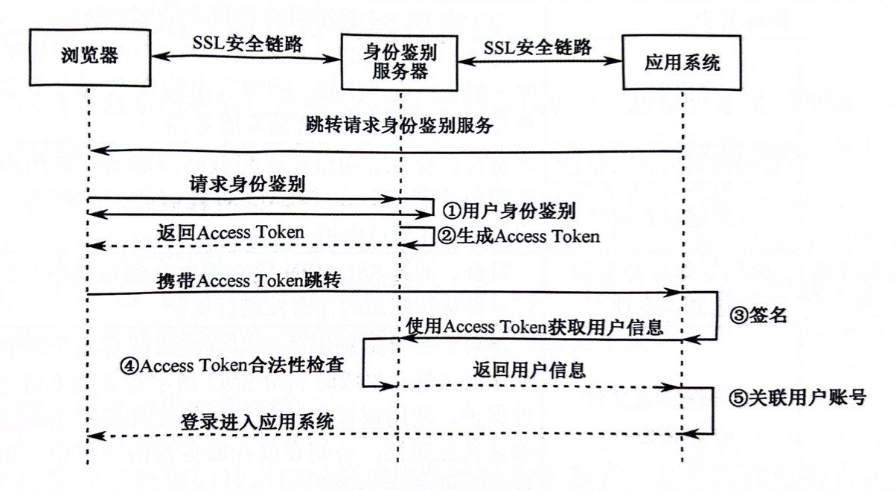 浏览器
SSL安全链路
身份鉴别
服务器
SSL安全链路
应用系统
跳转请求身份鉴别服务
请求身份鉴别
①用户身份鉴别
返回Access Token
②生成Access Token
携带Access Token跳转
③签名
使用Access Token获取用户信息
④Access Token合法性检查
返回用户信息
⑤关联用户账号
登录进入应用系统